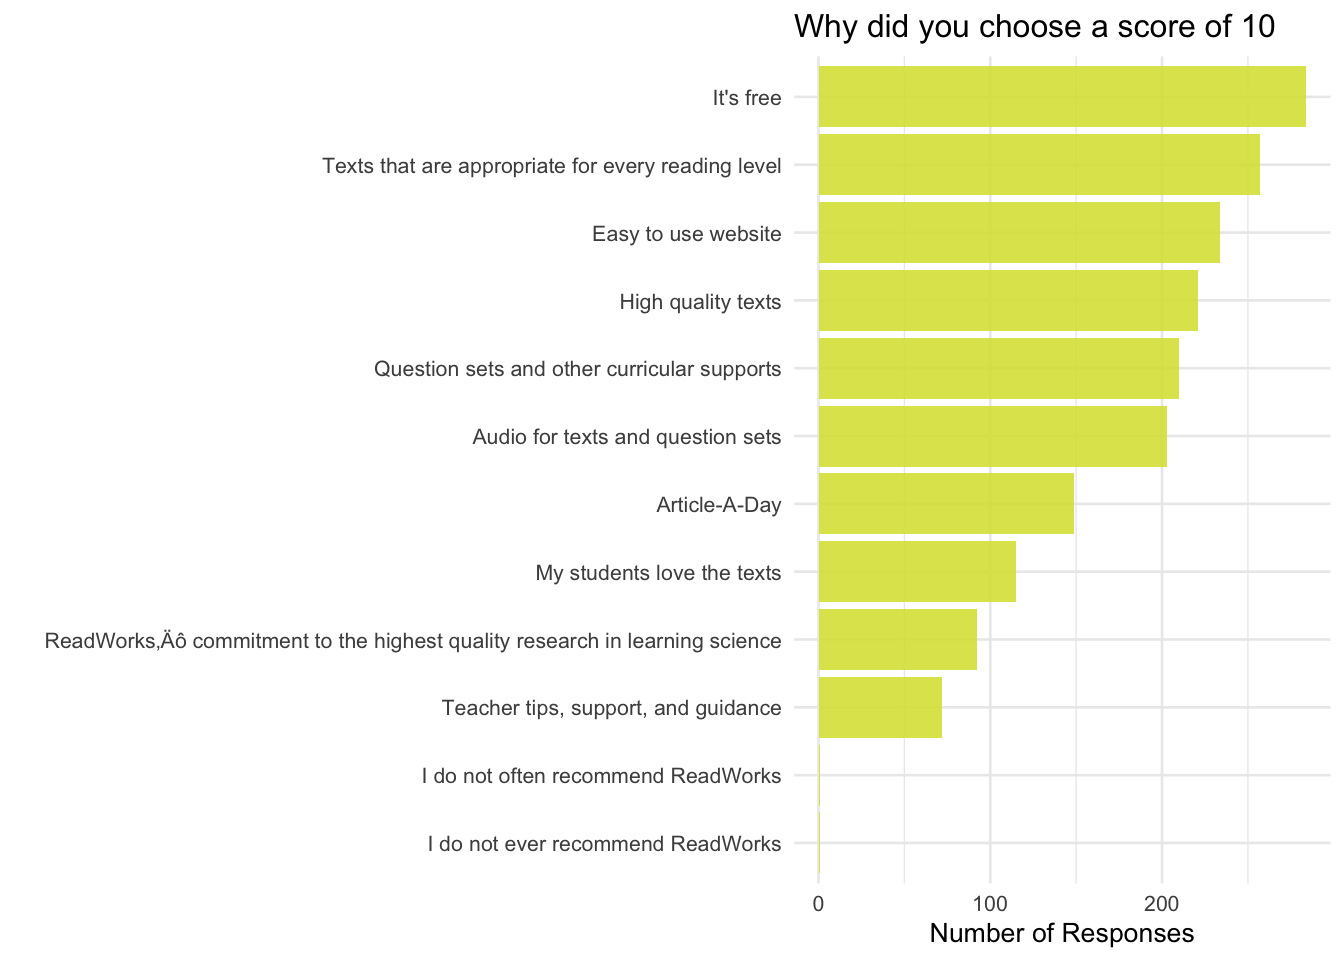 Why did you choose a score of 10
It's free
Texts that are appropriate for every reading level
Easy to use website
High quality texts
Question sets and other curricular supports
Audio for texts and question sets
Article-A-Day
My students love the texts
ReadWorks‚Äô commitment to the highest quality research in learning science
Teacher tips, support, and guidance
I do not often recommend ReadWorks
I do not ever recommend ReadWorks
0 100 200
Number of Responses